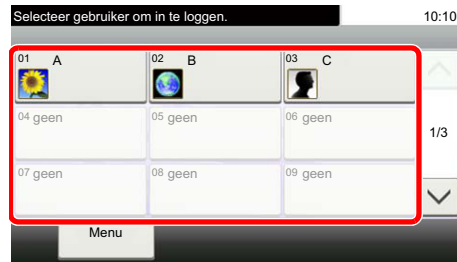 Selecteer gebruiker om in te loggen. 10:10
01 A 02 B 03 C
04 geen 05 geen 06 geen
1/3
07 geen 08 geen 09 geen
Menu